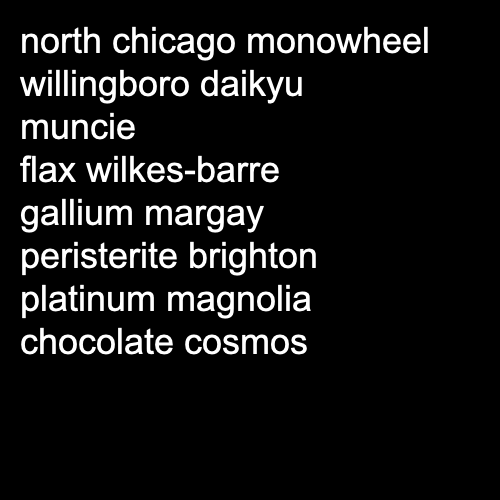 north chicago monowheel
willingboro daikyu
muncie
flax wilkes-barre
gallium margay
peristerite brighton
platinum magnolia
chocolate cosmos